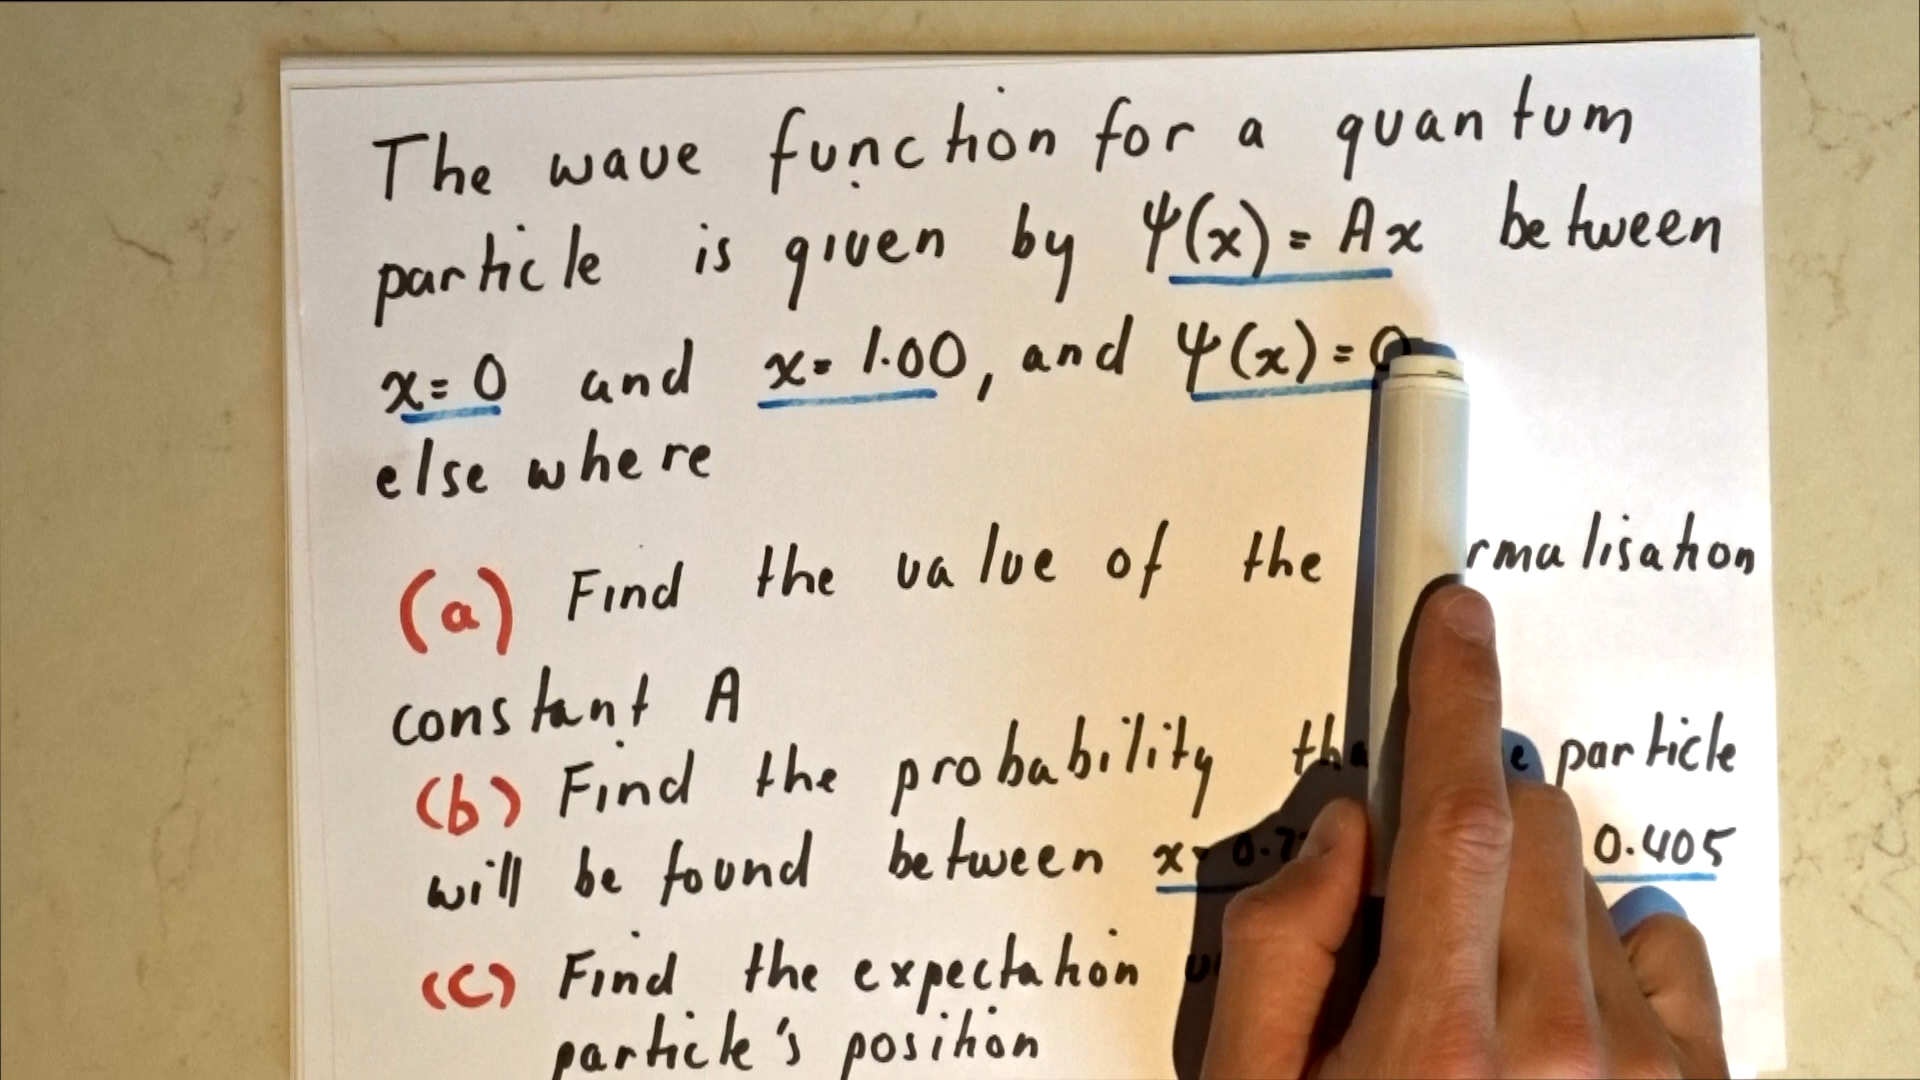 The wave function for a quantum
particle is given by ψ(x) = Ax between
x=0 and x=1.00, and ψ(x)=0
elsewhere
(a) Find the value of the
constant A
(b) Find the probability particle
will be found between 0.405
(c) Find the expectation
particle's position